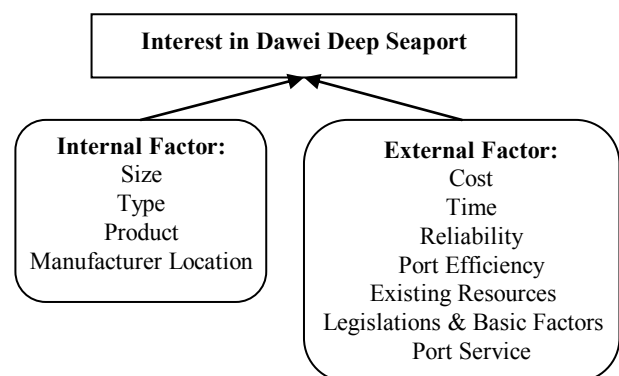 Interest in Dawei Deep Seaport
Internal Factor:
Size
Type
Product
Manufacturer Location
External Factor:
Cost
Time
Reliability
Port Efficiency
Existing Resources
Legislations & Basic Factors
Port Service